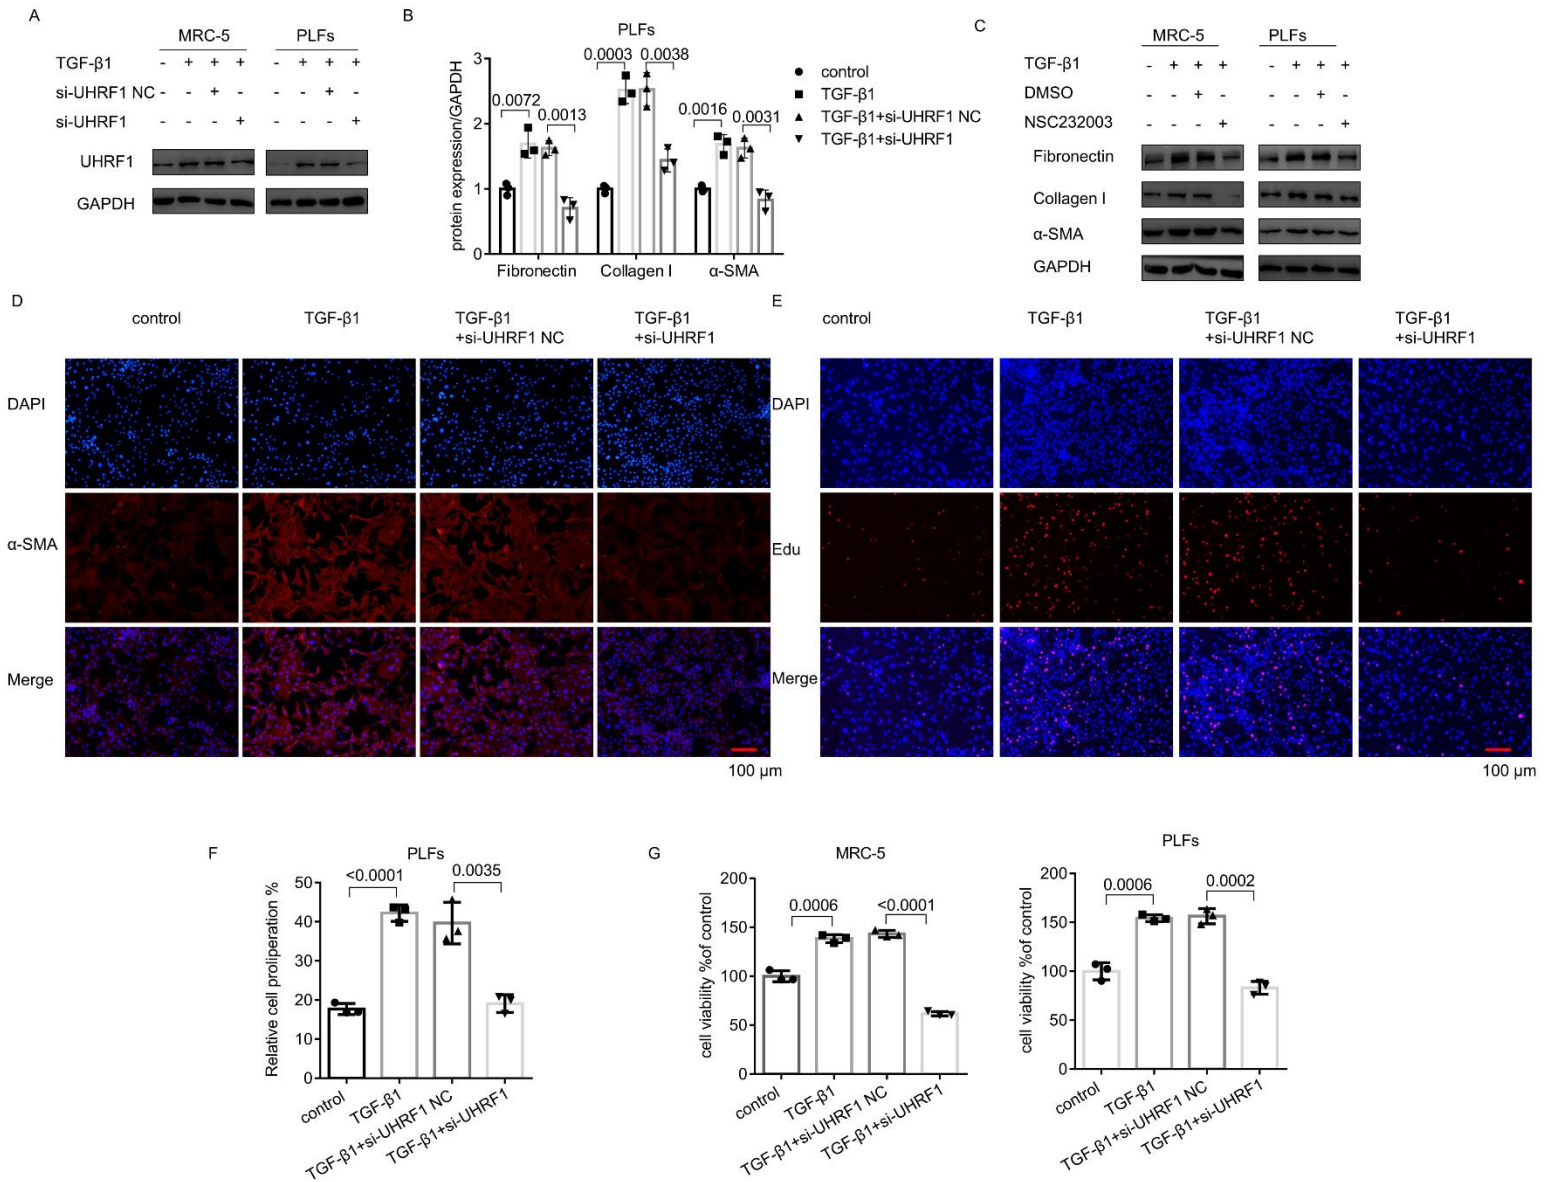 A
MRC-5 PLFs
TGF-β1 - + + + - + + +
si-UHRF1 NC - - + - - - + -
si-UHRF1 - - - + - - - +
UHRF1
GAPDH
B
PLFs
protein expression/GAPDH
3
2
1
0
0.0072
0.0013
0.0003
0.0038
0.0016
0.0031
Fibronectin Collagen I α-SMA
control
TGF-β1
TGF-β1+si-UHRF1 NC
TGF-β1+si-UHRF1
C
MRC-5 PLFs
TGF-β1 - + + + - + + +
DMSO - - + - - - + -
NSC232003 - - - + - - - +
Fibronectin
Collagen I
α-SMA
GAPDH
D
control TGF-β1 TGF-β1 TGF-β1
+si-UHRF1 NC +si-UHRF1
DAPI
α-SMA
Merge
100 μm
E
control TGF-β1 TGF-β1 TGF-β1
+si-UHRF1 NC +si-UHRF1
DAPI
Edu
Merge
100 μm
F
PLFs
Relative cell proliperation %
50
40
30
20
10
0
<0.0001
0.0035
control
TGF-β1
TGF-β1+si-UHRF1 NC
TGF-β1+si-UHRF1
G
MRC-5
cell viability %of control
200
150
100
50
0
0.0006
<0.0001
control
TGF-β1
TGF-β1+si-UHRF1 NC
TGF-β1+si-UHRF1
PLFs
cell viability %of control
200
150
100
50
0
0.0006
0.0002
control
TGF-β1
TGF-β1+si-UHRF1 NC
TGF-β1+si-UHRF1